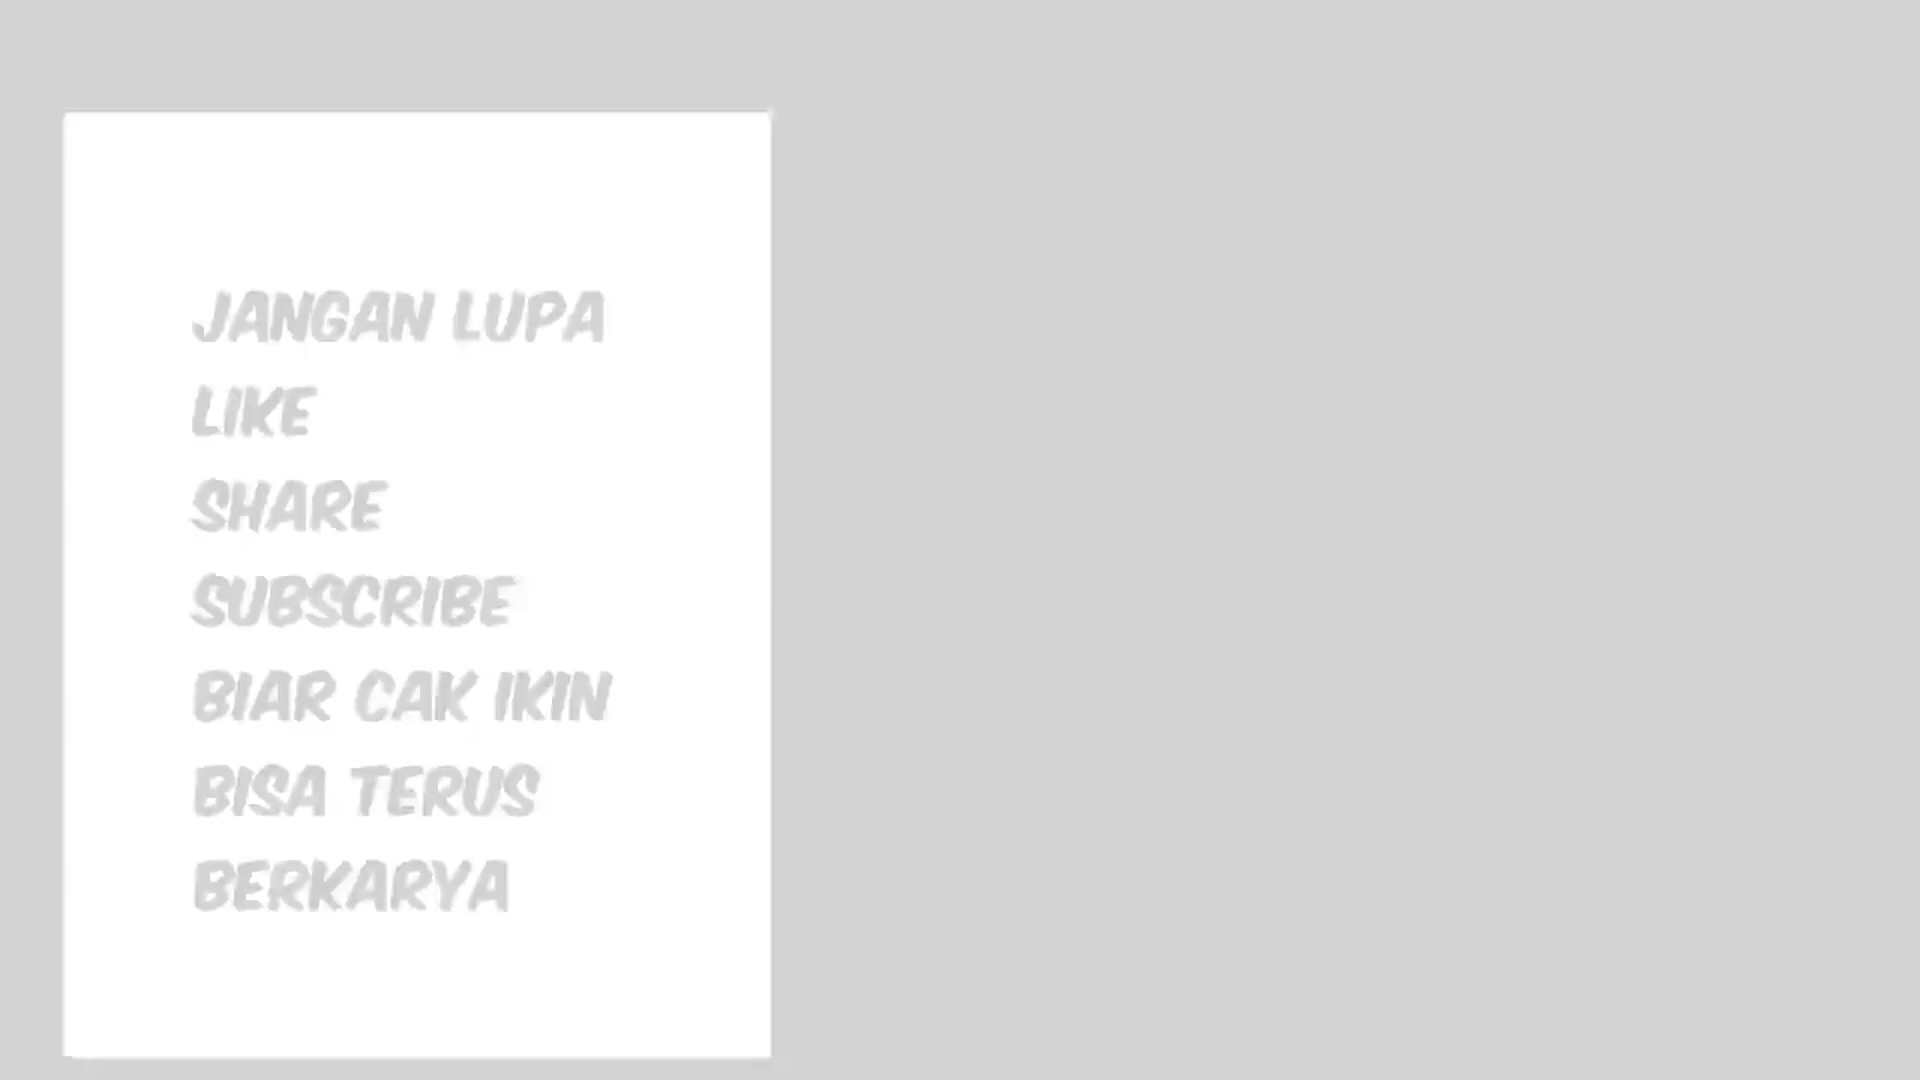 JANGAN LUPA
LIKE
SHARE
SUBSCRIBE
BIAR CAK IKIN
BISA TERUS
BERKARYA